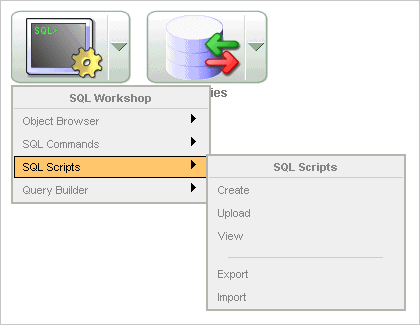 SQL>
ies
SQL Workshop
Object Browser
SQL Commands
SQL Scripts
Query Builder
SQL Scripts
Create
Upload
View
Export
Import